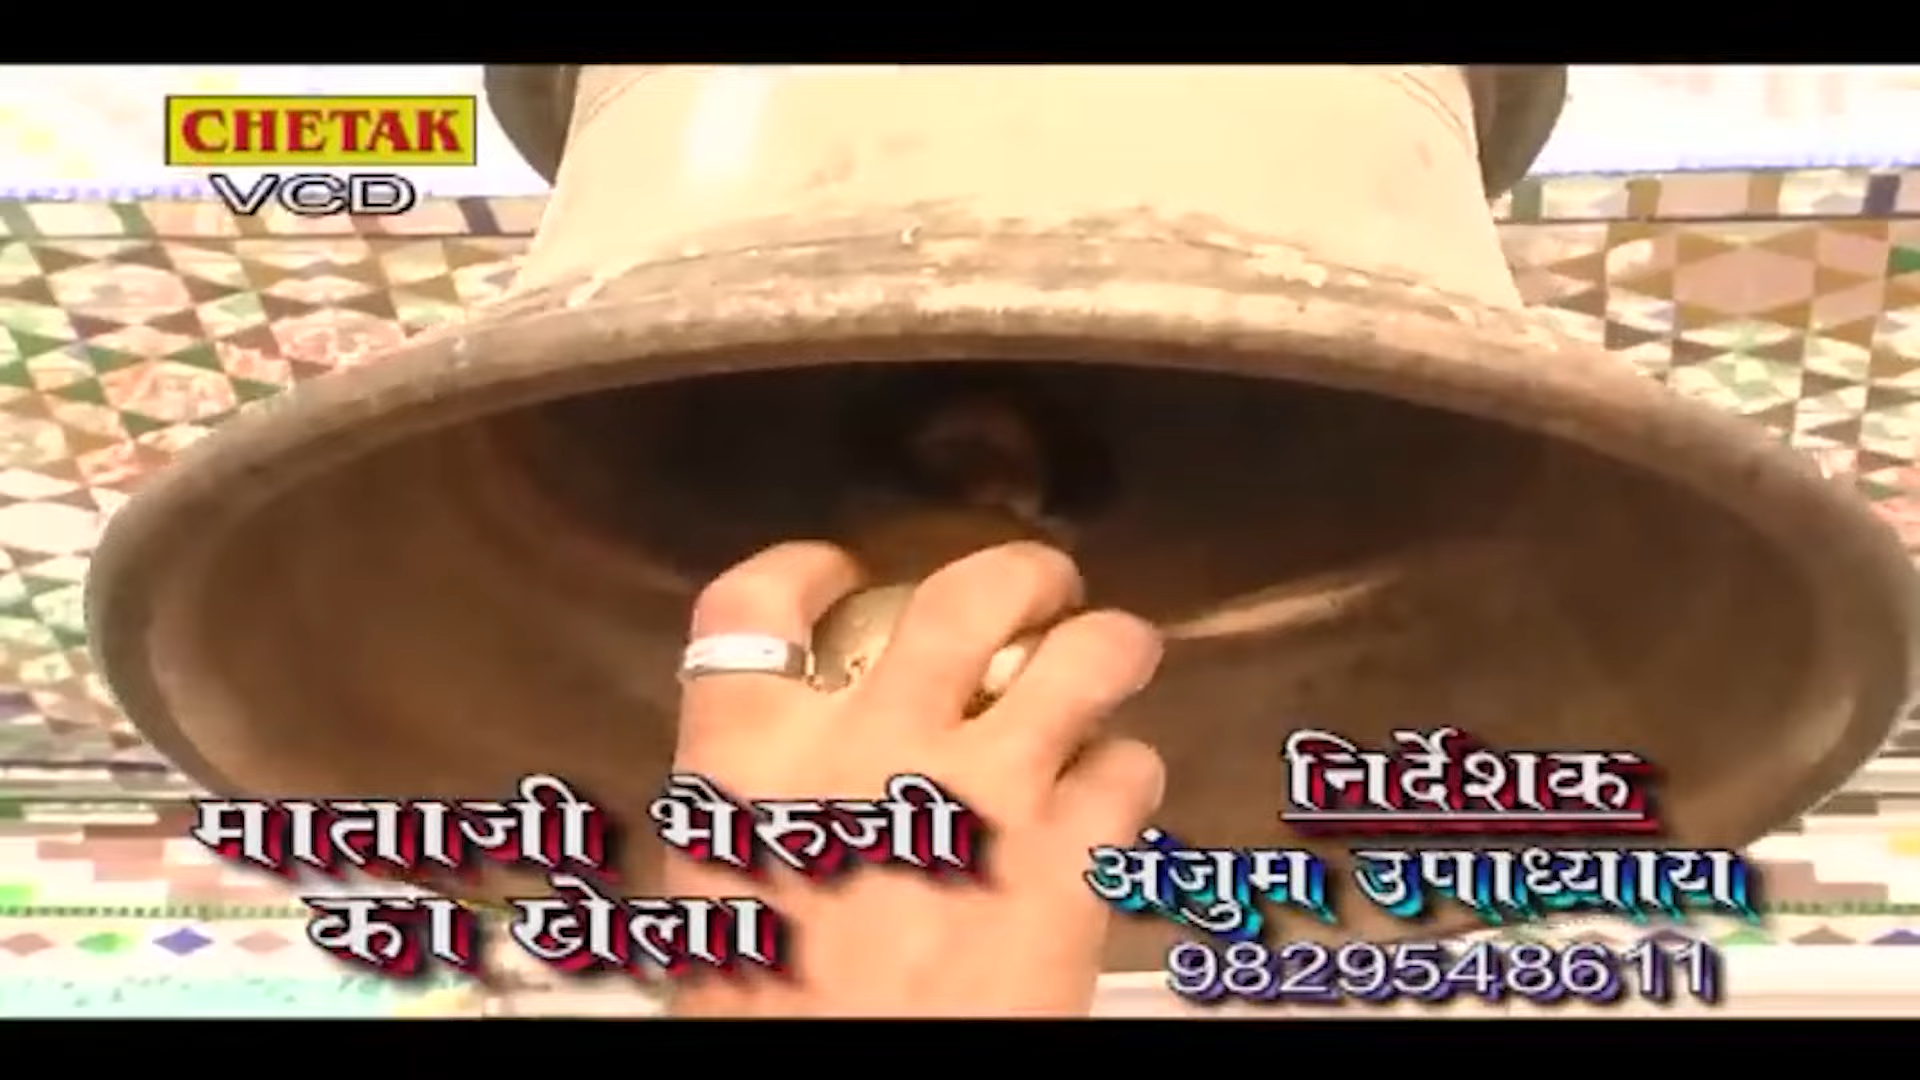 CHETAK
VCD
माताजी भैरुजी
का खेला
निर्देशक
अंजुम उपाध्याय
9829548611